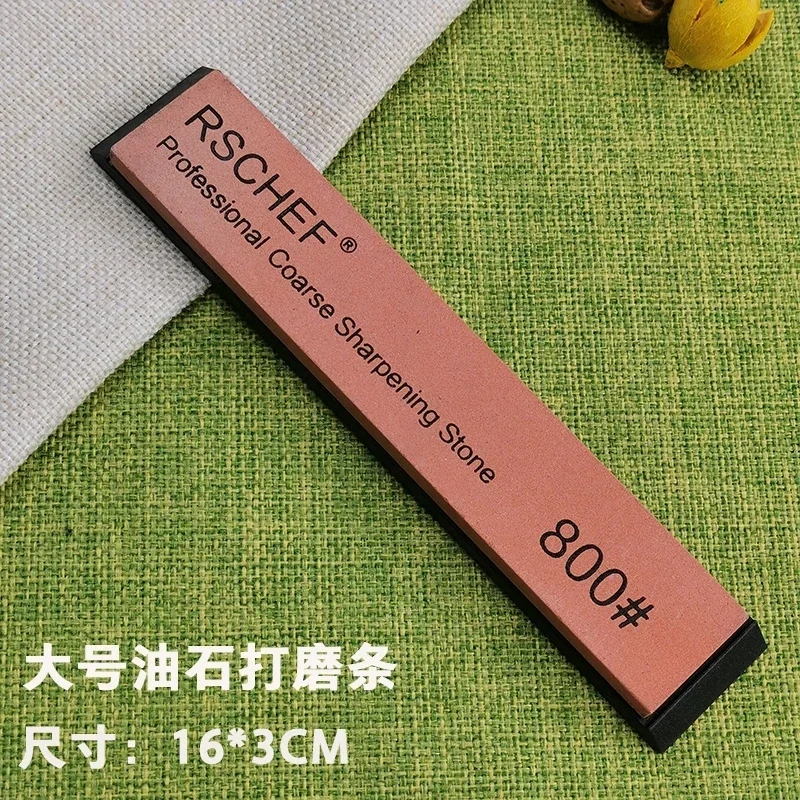 RSCHEF®
Professional Coarse Sharpening Stone
800#
大号油石打磨条
尺寸：16*3CM